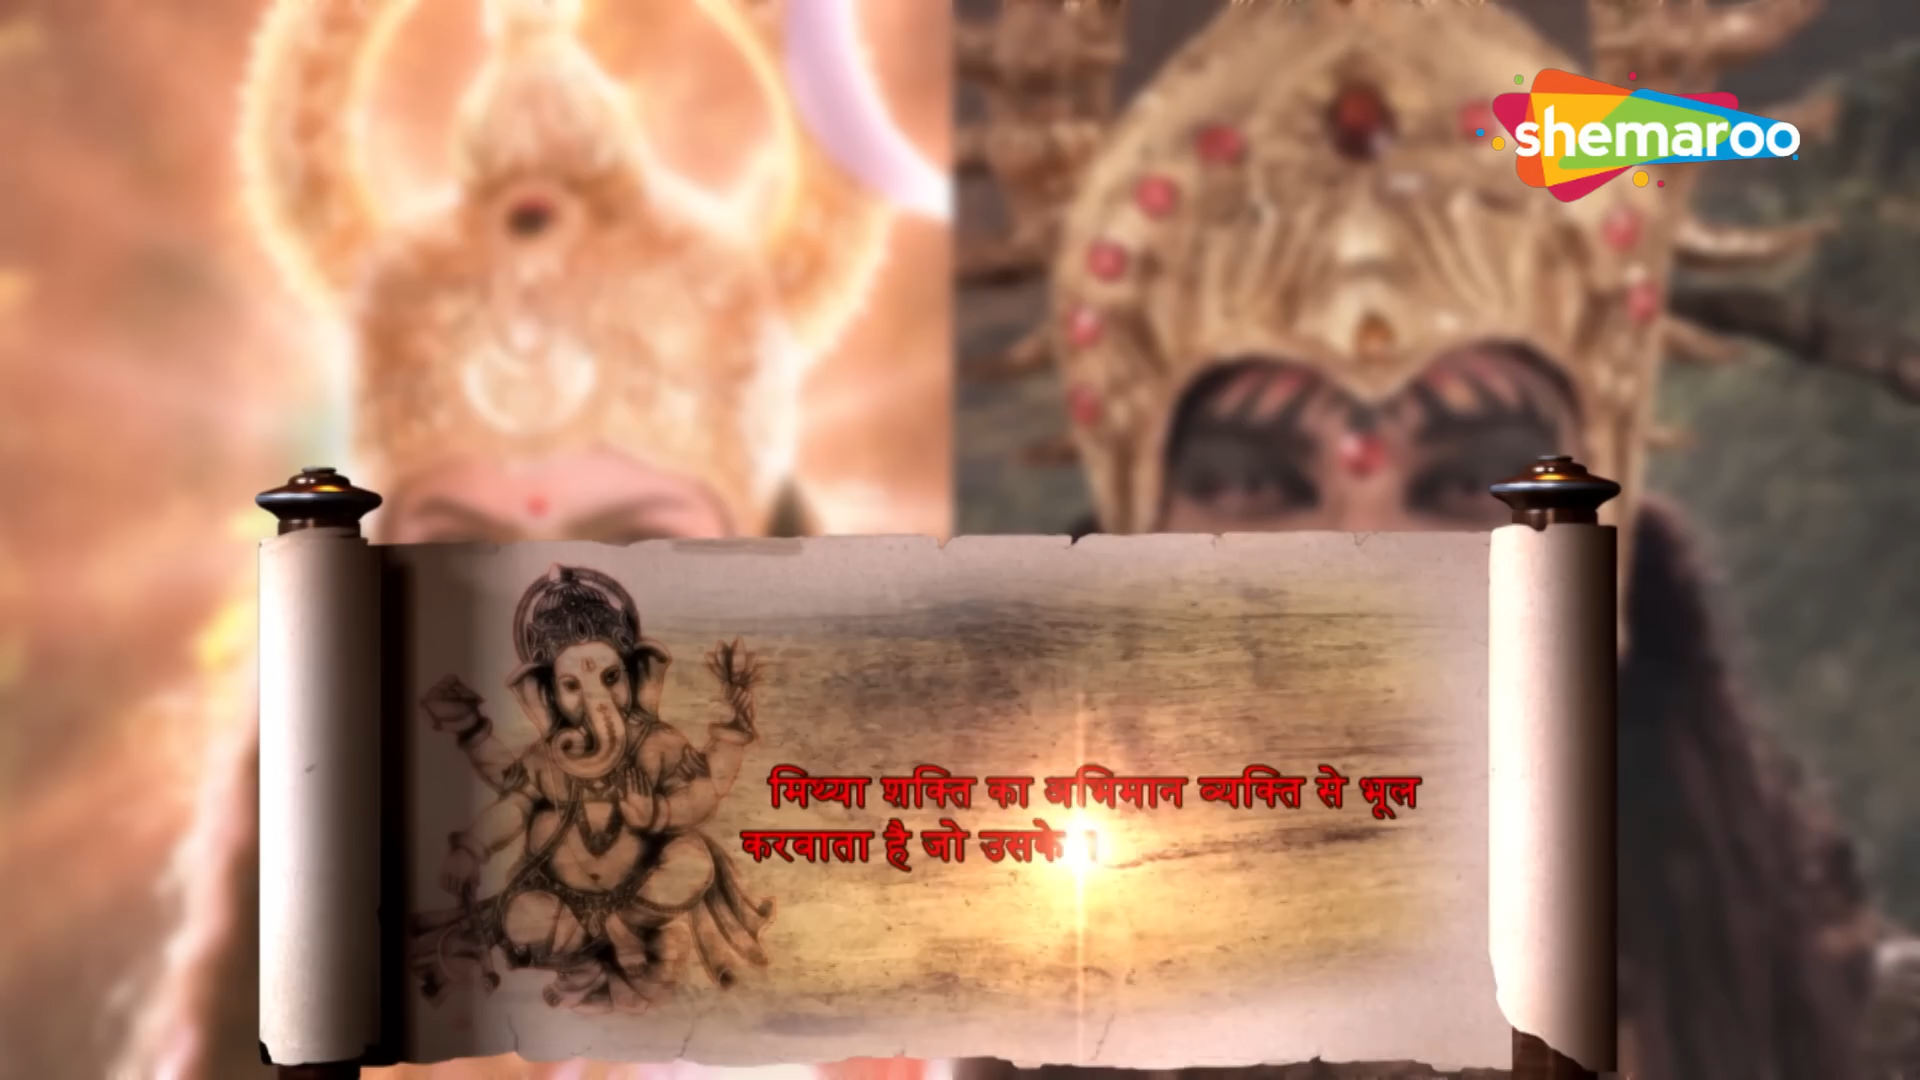 shemaroo
मिथ्या शक्ति का अभिमान व्यक्ति से भूल
करवाता है जो उसके